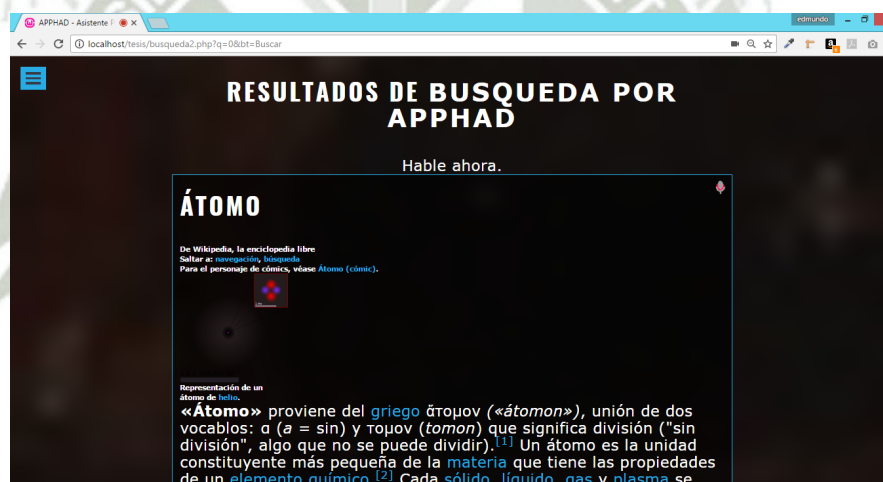 APPHAD - Asistente P
edmundo
localhost/tesis/busqueda2.php?q=0&bt=Buscar
RESULTADOS DE BUSQUEDA POR
APPHAD
Hable ahora.
ÁTOMO
De Wikipedia, la enciclopedia libre
Saltar a: navegación, búsqueda
Para el personaje de cómics, véase Átomo (cómic).
Representación de un
átomo de helio.
«Átomo» proviene del griego ἄτομον («átomon»), unión de dos
vocablos: α (a = sin) y τομον (tomon) que significa división ("sin
división", algo que no se puede dividir).[1] Un átomo es la unidad
constituyente más pequeña de la materia que tiene las propiedades
de un elemento químico.[2] Cada sólido, líquido, gas y plasma se